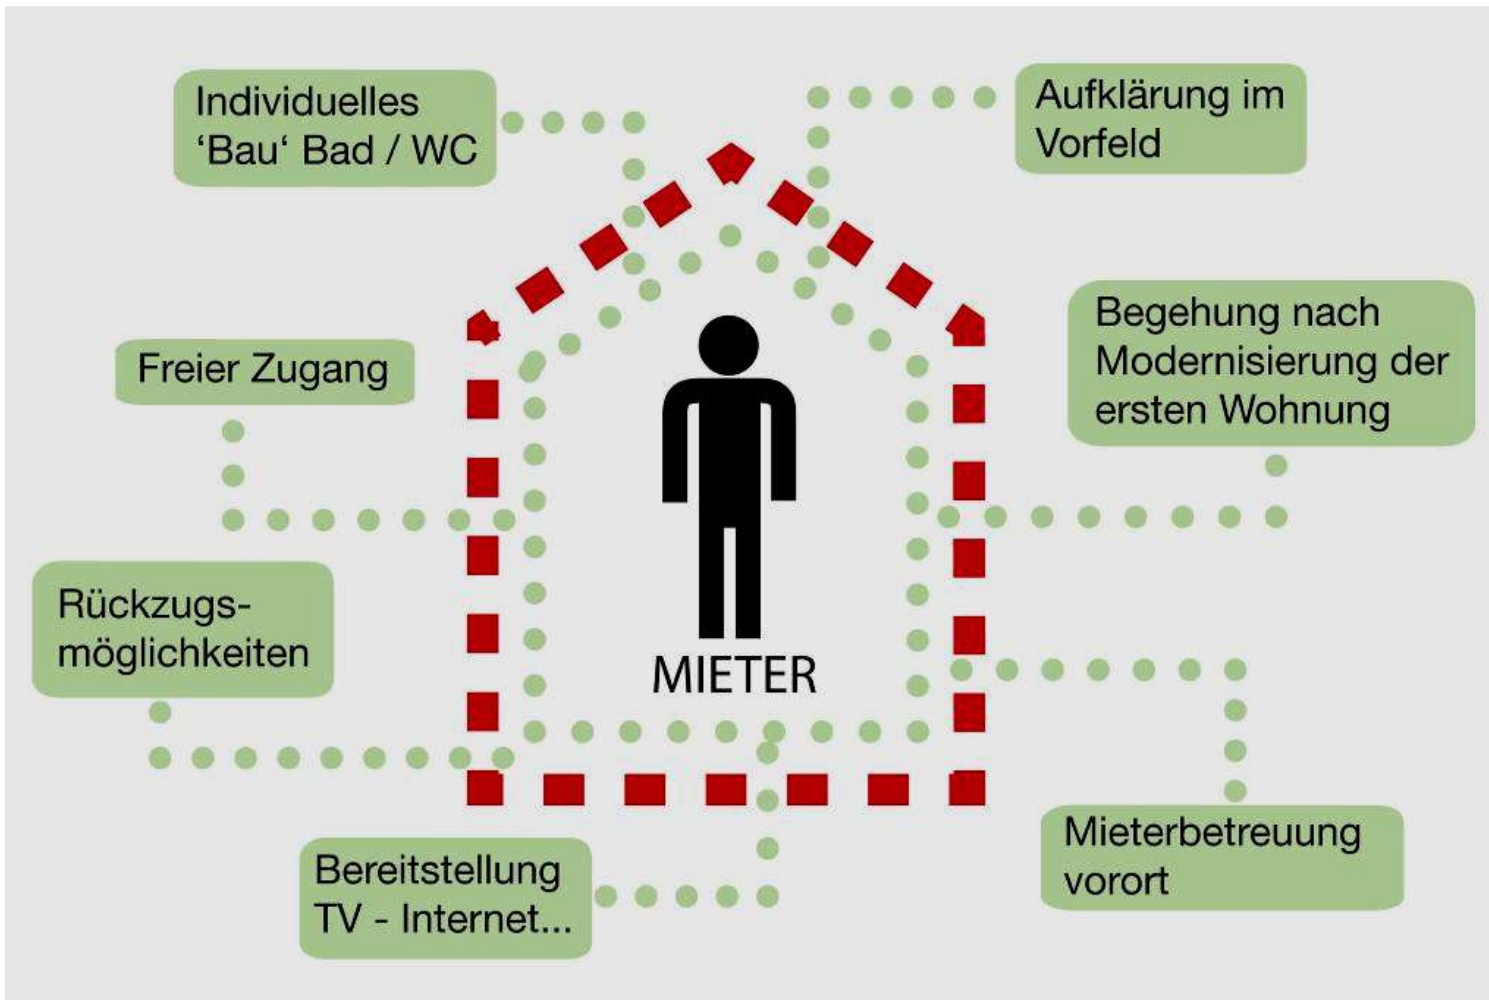 Individuelles
‘Bau‘ Bad / WC
Aufklärung im
Vorfeld
Freier Zugang
Begehung nach
Modernisierung der
ersten Wohnung
Rückzugs-
möglichkeiten
MIETER
Mieterbetreuung
vorort
Bereitstellung
TV - Internet...